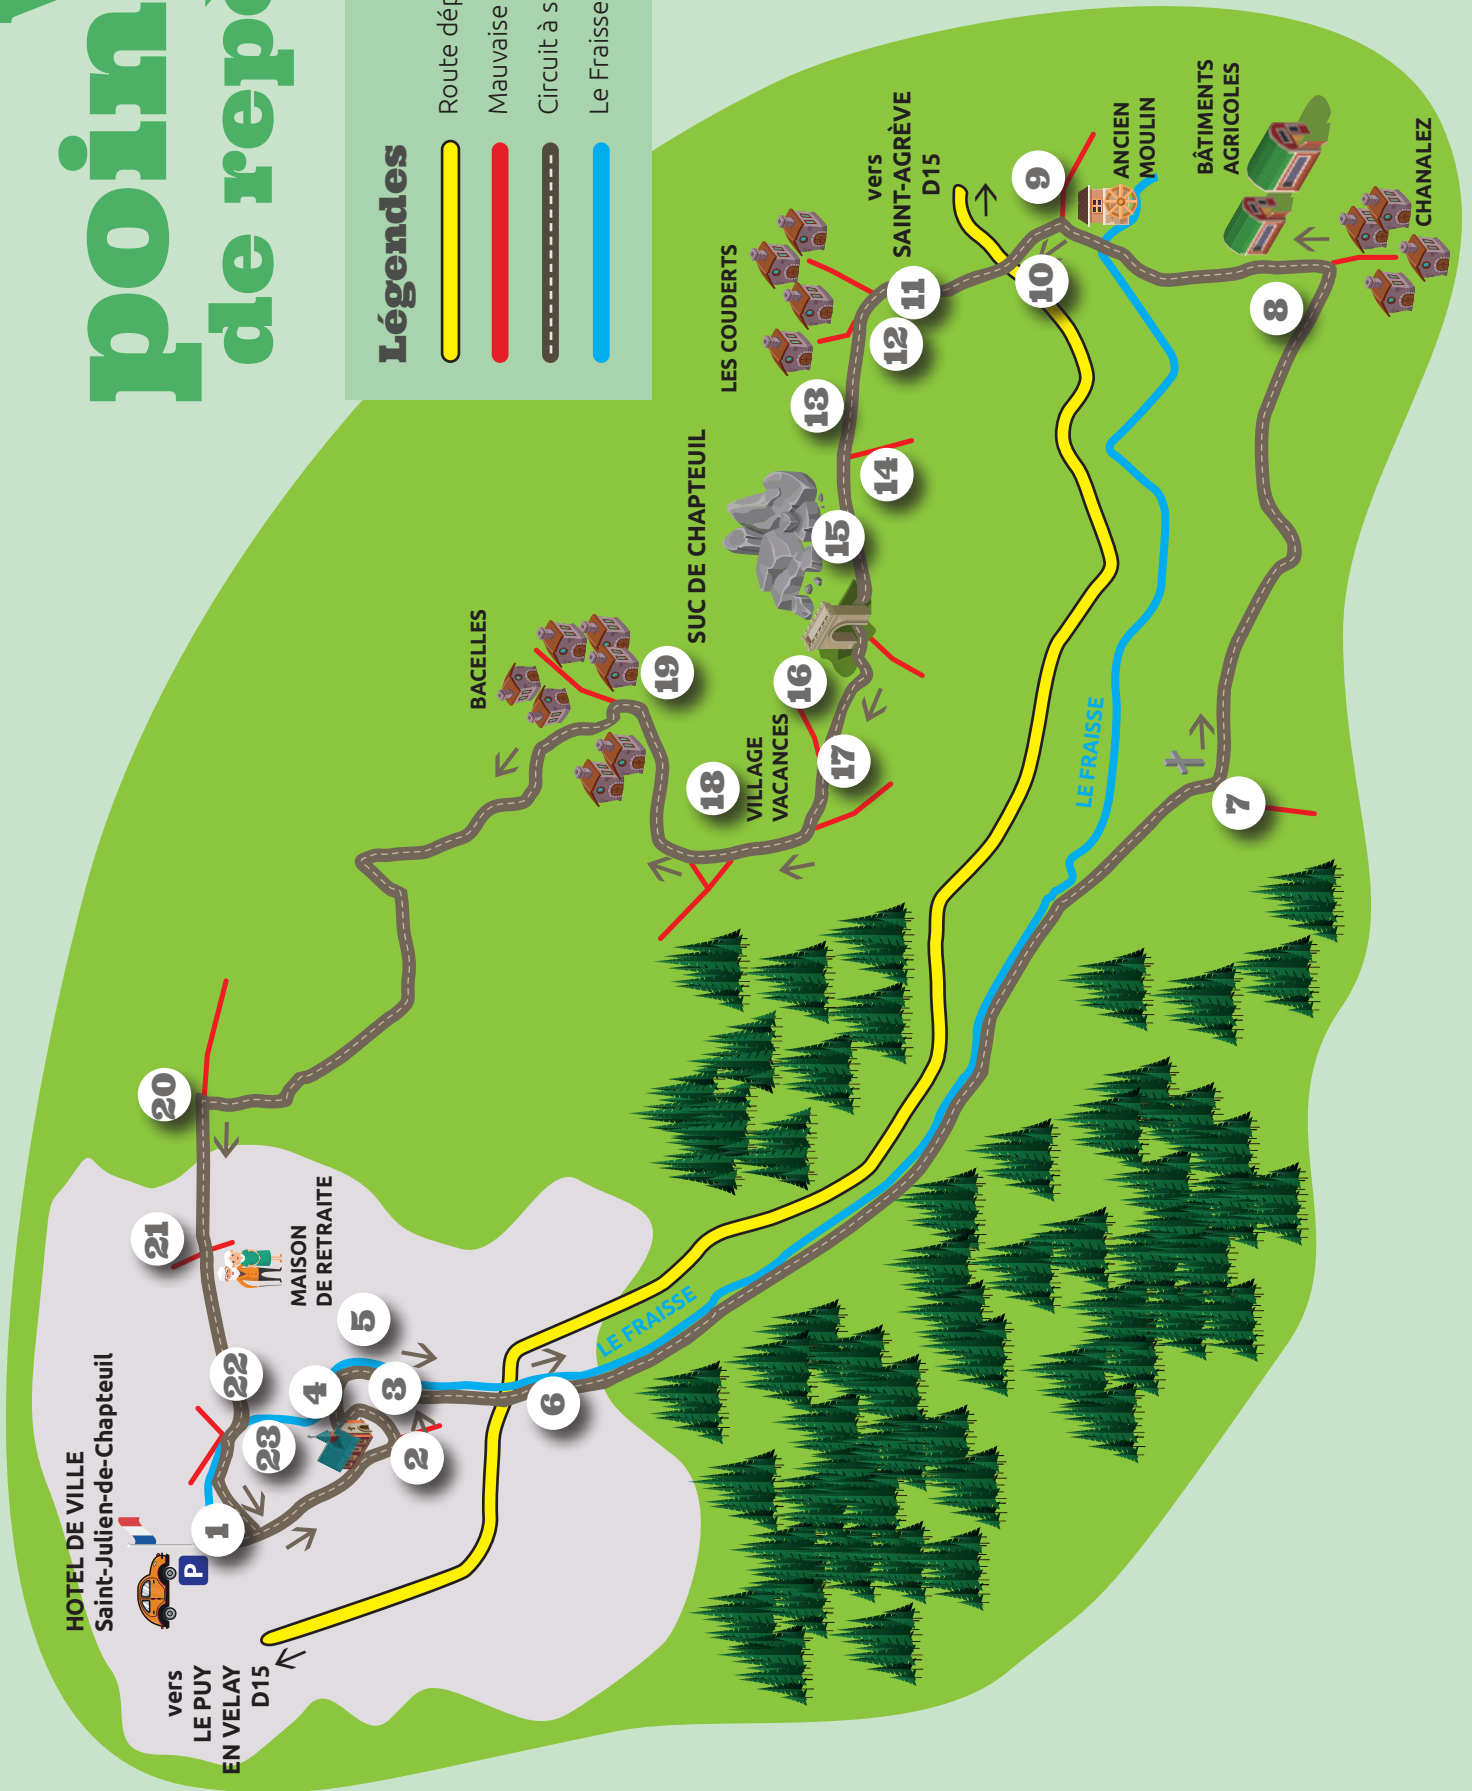 poin
de rep
Légendes
Route dép
Mauvaise
Circuit à s
Le Fraisse
HOTEL DE VILLE
Saint-Julien-de-Chapteuil
P
vers
LE PUY
EN VELAY
D15
MAISON
DE RETRAITE
BACELLES
SUC DE CHAPTEUIL
VILLAGE
VACANCES
LES COUDERTS
vers
SAINT-AGRÈVE
D15
ANCIEN
MOULIN
BÂTIMENTS
AGRICOLES
CHANALEZ
LE FRAISSE
LE FRAISSE
1
2
3
4
5
6
7
8
9
10
11
12
13
14
15
16
17
18
19
20
21
22
23